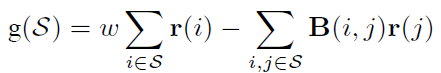 g(𝒮) = w ∑_{i∈𝒮} r(i) − ∑_{i,j∈𝒮} B(i, j)r(j)